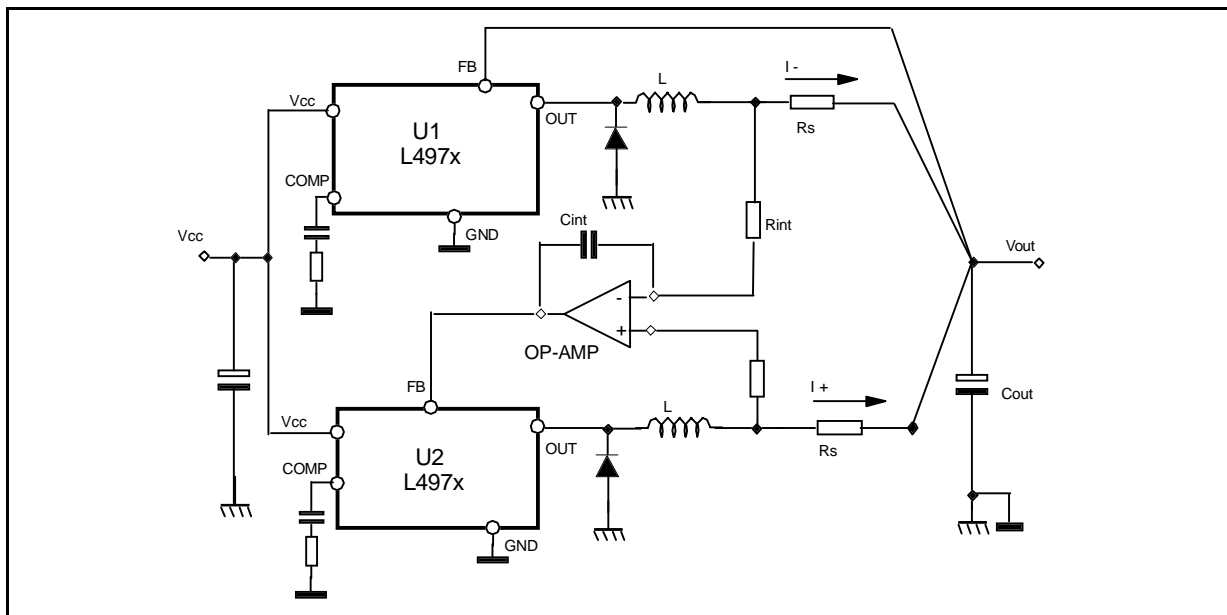 FB
L
I -
Vcc
OUT
Rs
U1
L497x
COMP
Cint
GND
Rint
Vcc
Vout
-
+
OP-AMP
FB
I +
Cout
Vcc
L
OUT
Rs
U2
COMP
L497x
GND